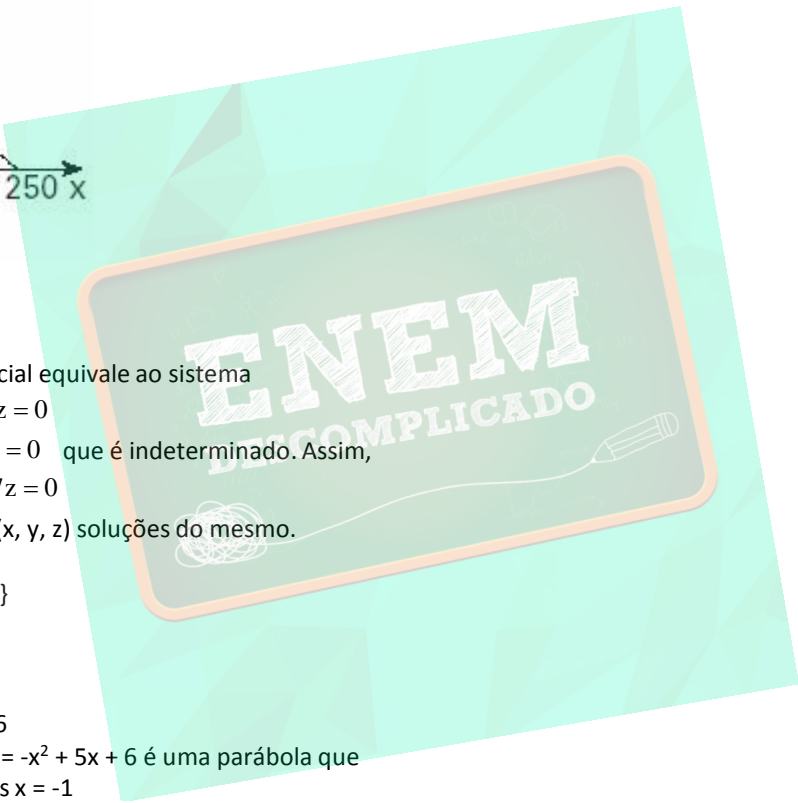 250 x
ENEM
DESCOMPLICADO
cial equivale ao sistema
z = 0
= 0 que é indeterminado. Assim,
z = 0
(x, y, z) soluções do mesmo.
}
= -x² + 5x + 6 é uma parábola que
s x = -1